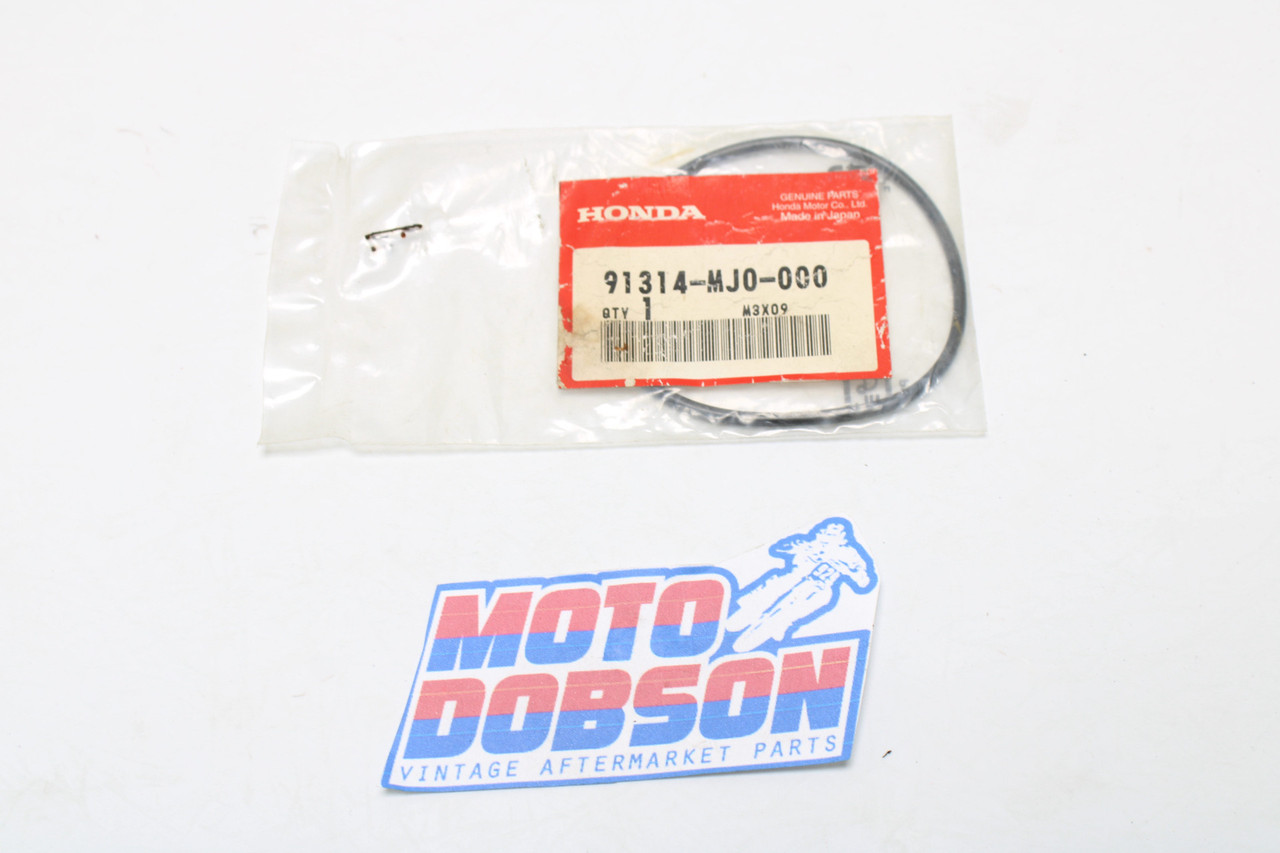 HONDA
GENUINE PARTS
Honda Motor Co., Ltd.
Made in Japan
91314-MJ0-000
QTY 1 M3X09
MOTO
DOBSON
VINTAGE AFTERMARKET PARTS